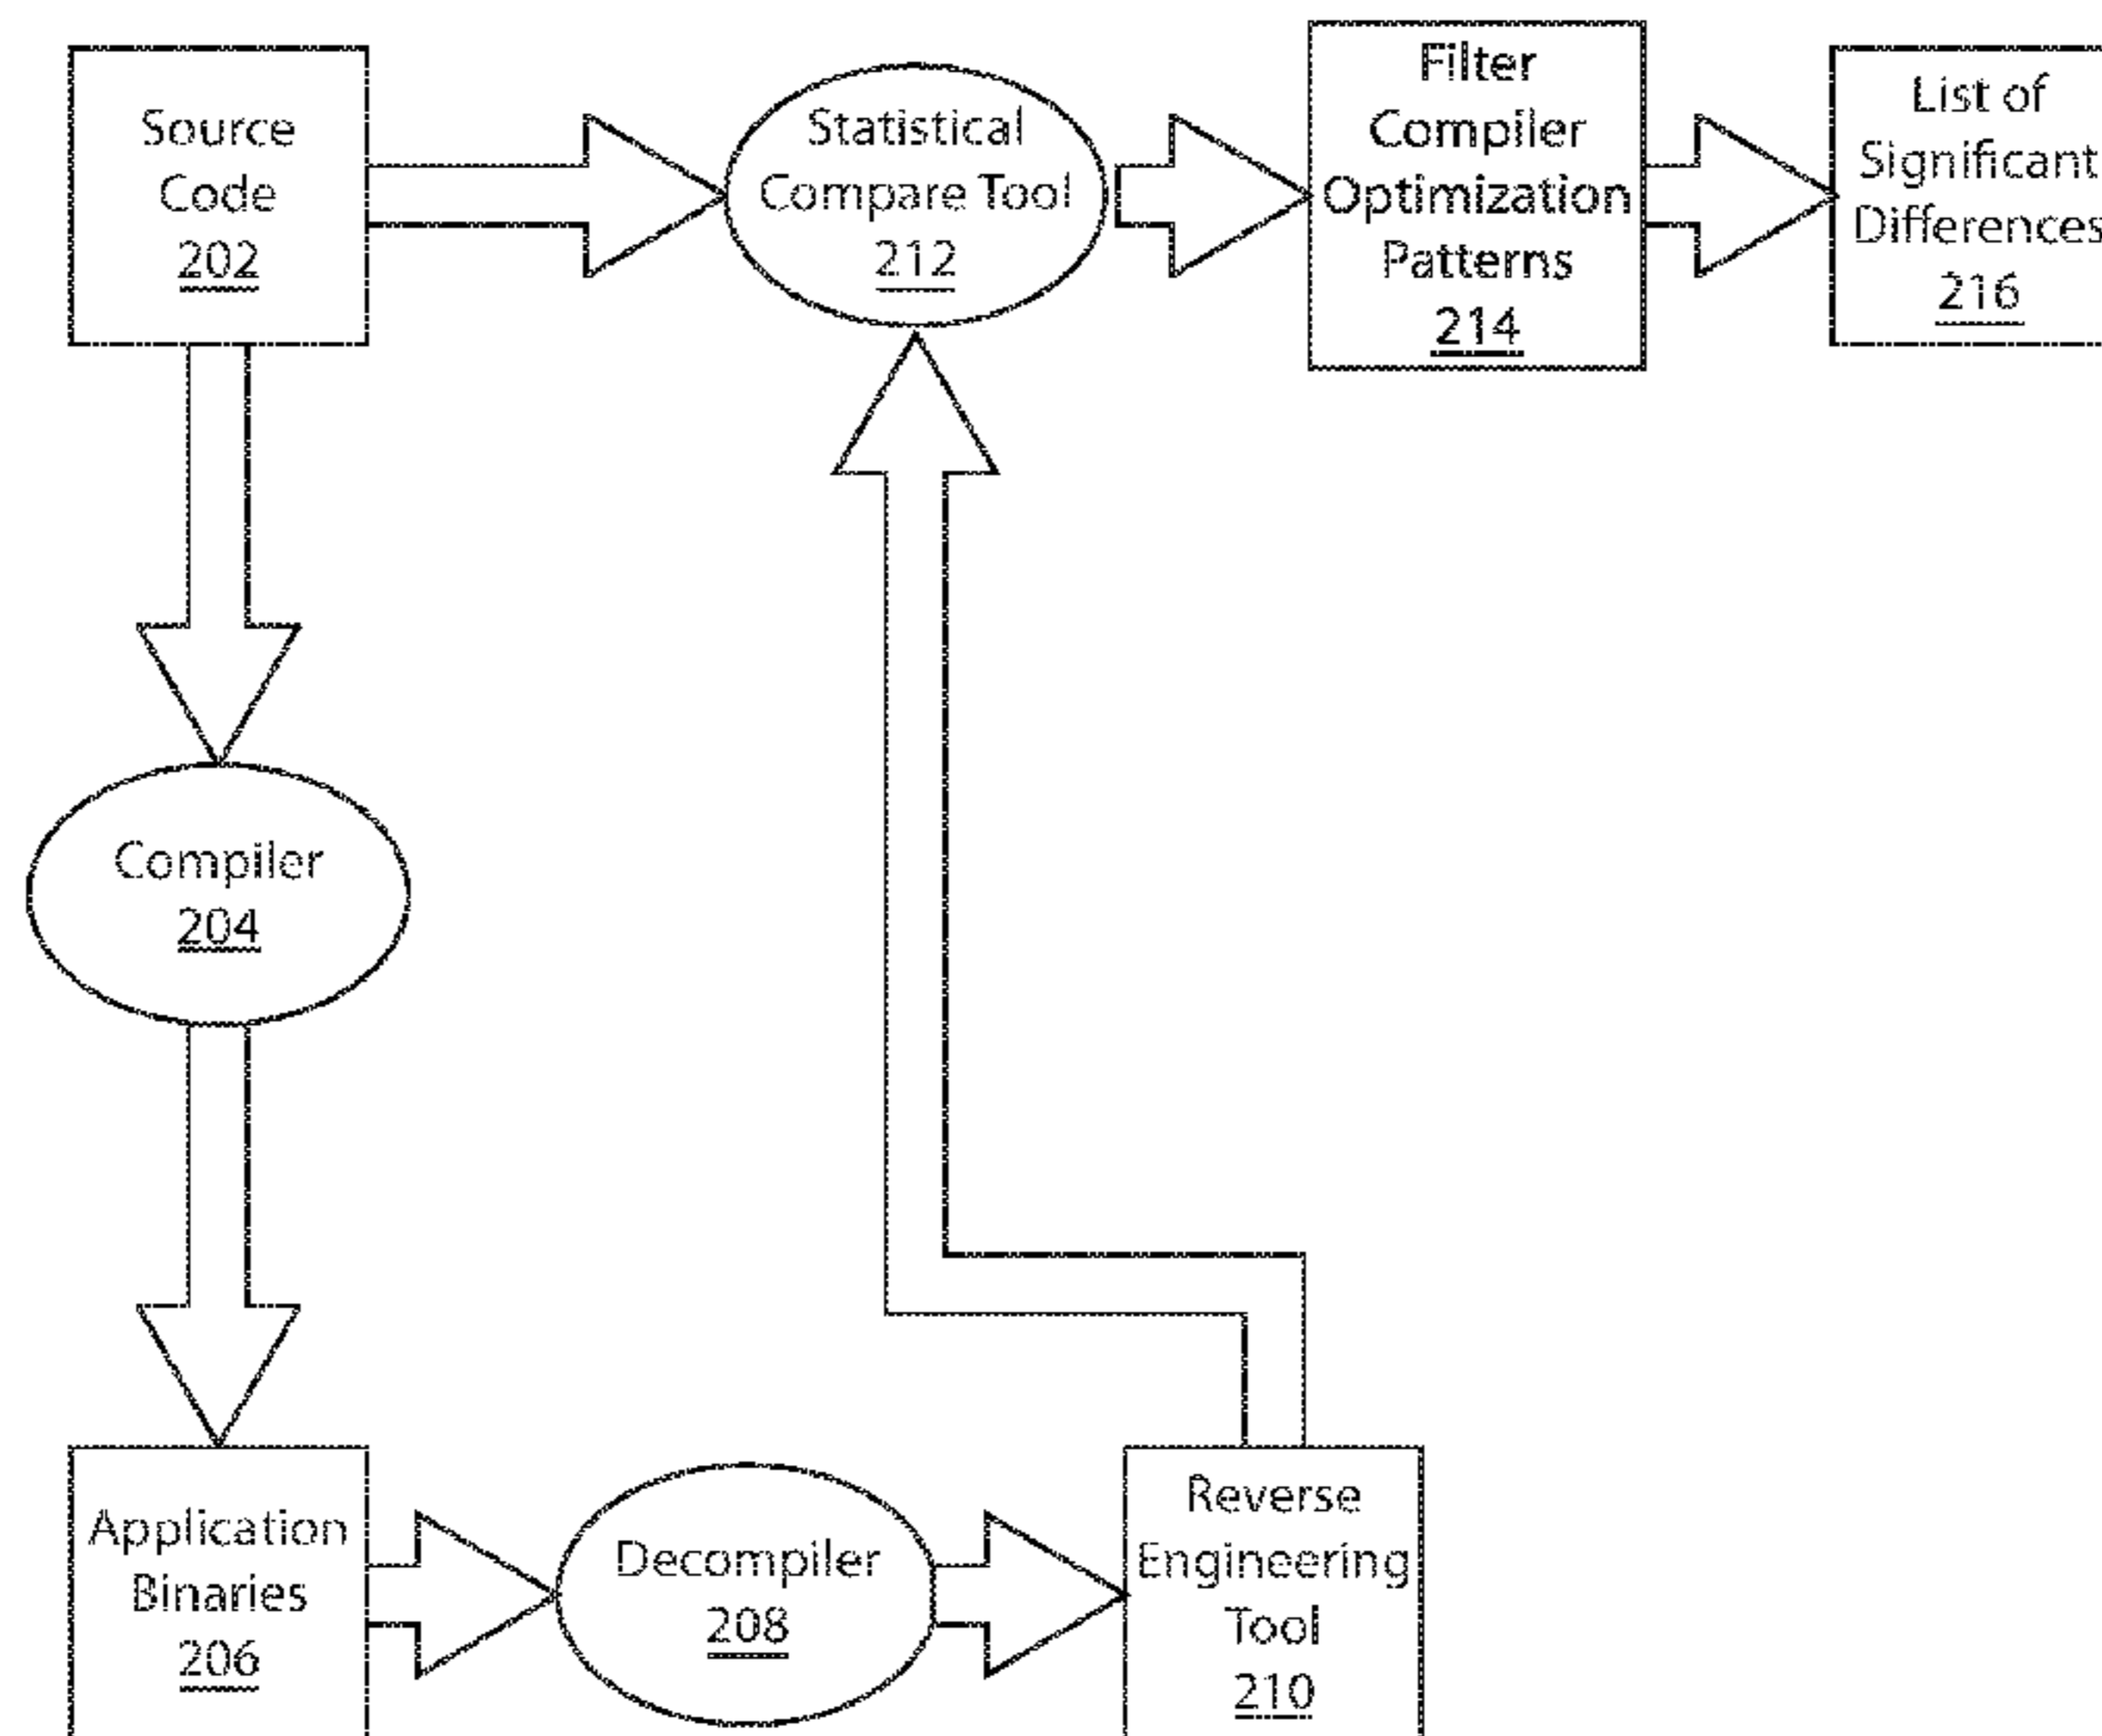 Source
Code
202
Statistical
Compare Tool
212
Filter
Compiler
Optimization
Patterns
214
List of
Significant
Differences
216
Compiler
204
Application
Binaries
206
Decompiler
208
Reverse
Engineering
Tool
210